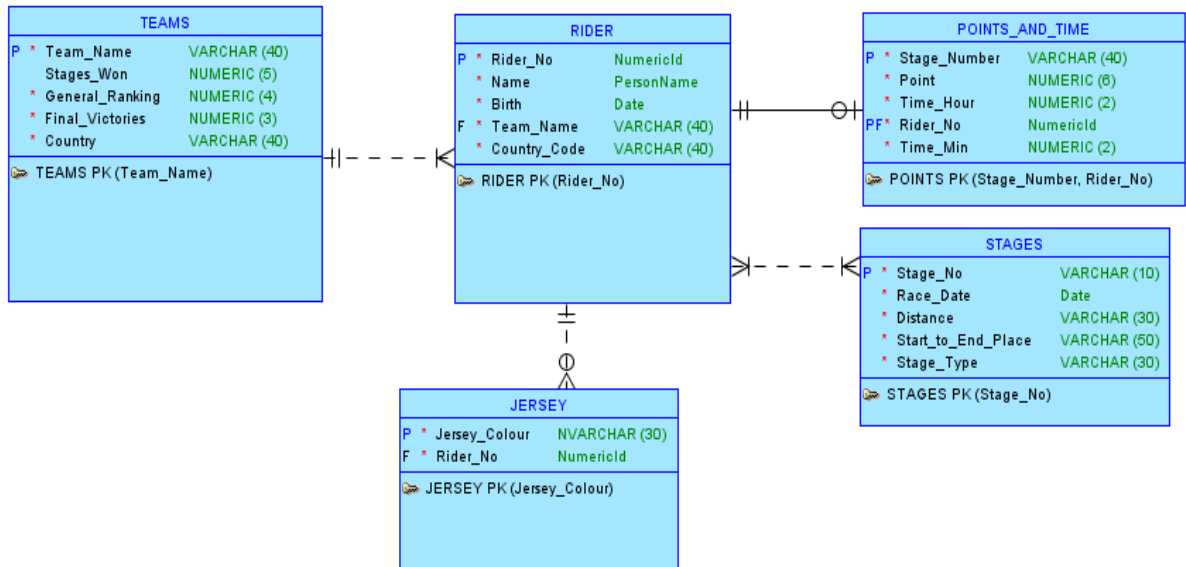 TEAMS
P * Team_Name VARCHAR (40)
Stages_Won NUMERIC (5)
* General_Ranking NUMERIC (4)
* Final_Victories NUMERIC (3)
* Country VARCHAR (40)
TEAMS PK (Team_Name)
RIDER
P * Rider_No NumericId
* Name PersonName
* Birth Date
F * Team_Name VARCHAR (40)
* Country_Code VARCHAR (40)
RIDER PK (Rider_No)
POINTS_AND_TIME
P * Stage_Number VARCHAR (40)
* Point NUMERIC (6)
* Time_Hour NUMERIC (2)
PF* Rider_No NumericId
* Time_Min NUMERIC (2)
POINTS PK (Stage_Number, Rider_No)
STAGES
P * Stage_No VARCHAR (10)
* Race_Date Date
* Distance VARCHAR (30)
* Start_to_End_Place VARCHAR (50)
* Stage_Type VARCHAR (30)
STAGES PK (Stage_No)
JERSEY
P * Jersey_Colour NVARCHAR (30)
F * Rider_No NumericId
JERSEY PK (Jersey_Colour)